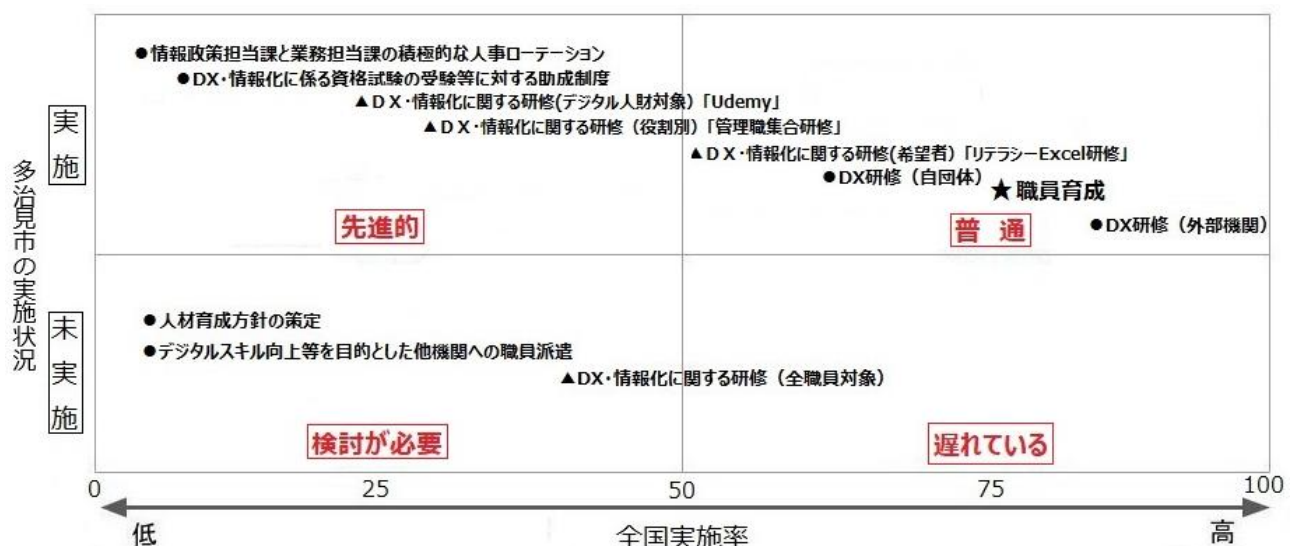 ●情報政策担当課と業務担当課の積極的な人事ローテーション
●DX・情報化に係る資格試験の受験等に対する助成制度
▲DX・情報化に関する研修(デジタル人財対象)「Udemy」
▲DX・情報化に関する研修（役割別）「管理職集合研修」
▲DX・情報化に関する研修(希望者)「リテラシーExcel研修」
●DX研修（自団体）
★職員育成
●DX研修（外部機関）
先進的
普 通
●人材育成方針の策定
●デジタルスキル向上等を目的とした他機関への職員派遣
▲DX・情報化に関する研修（全職員対象）
検討が必要
遅れている
多治見市の実施状況
実施
未実施
0 25 50 75 100
低 全国実施率 高